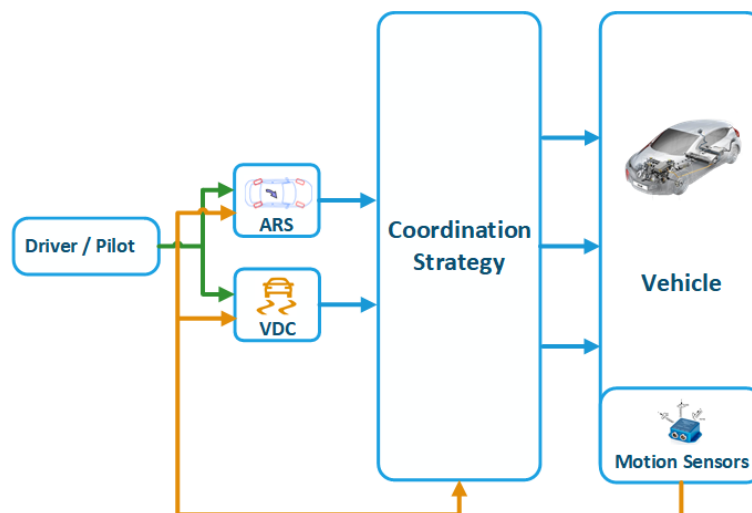 Driver / Pilot
ARS
VDC
Coordination
Strategy
Vehicle
Motion Sensors